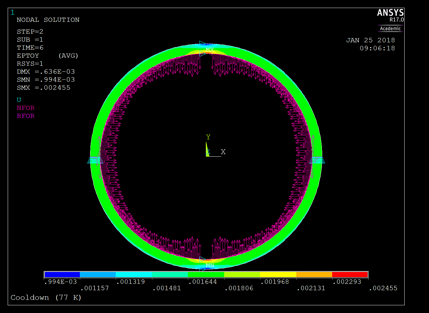 1
NODAL SOLUTION
STEP=2
SUB =1
TIME=6
EPTOY (AVG)
RSYS=1
DMX =.636E-03
SMN =.994E-03
SMX =.002455
U
NFOR
RFOR
ANSYS
R17.0
Academic
JAN 25 2018
09:06:18
Y
X
.994E-03 .001319 .001644 .001968 .002293
.001157 .001481 .001806 .002131 .002455
Cooldown (77 K)